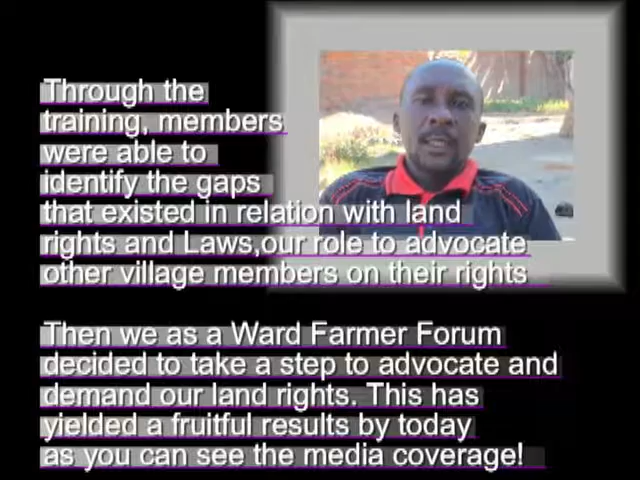 Through the
training, members
were able to
identify the gaps
that existed in relation with land
rights and Laws,our role to advocate
other village members on their rights
Then we as a Ward Farmer Forum
decided to take a step to advocate and
demand our land rights. This has
yielded a fruitful results by today
as you can see the media coverage!